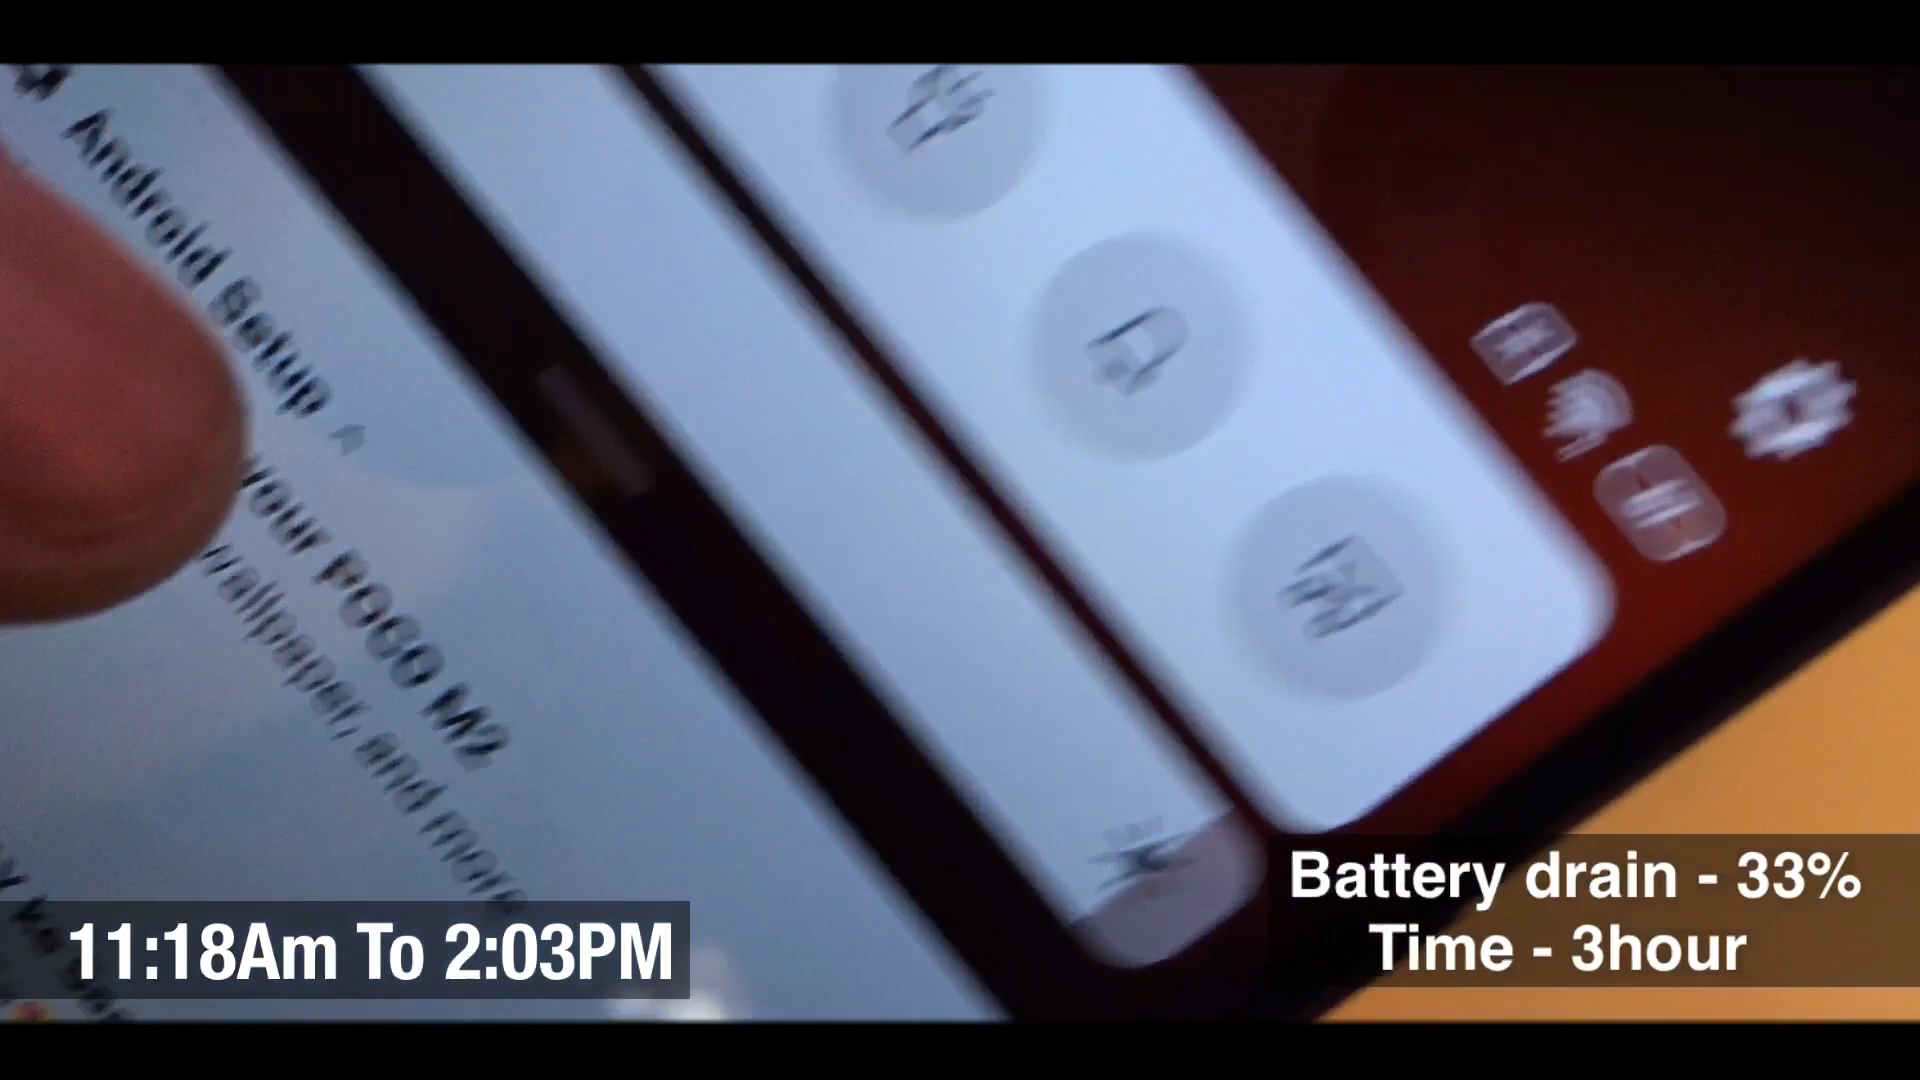 Android Setup
your POCO M2
wallpaper, and more
11:18Am To 2:03PM
Battery drain - 33%
Time - 3hour